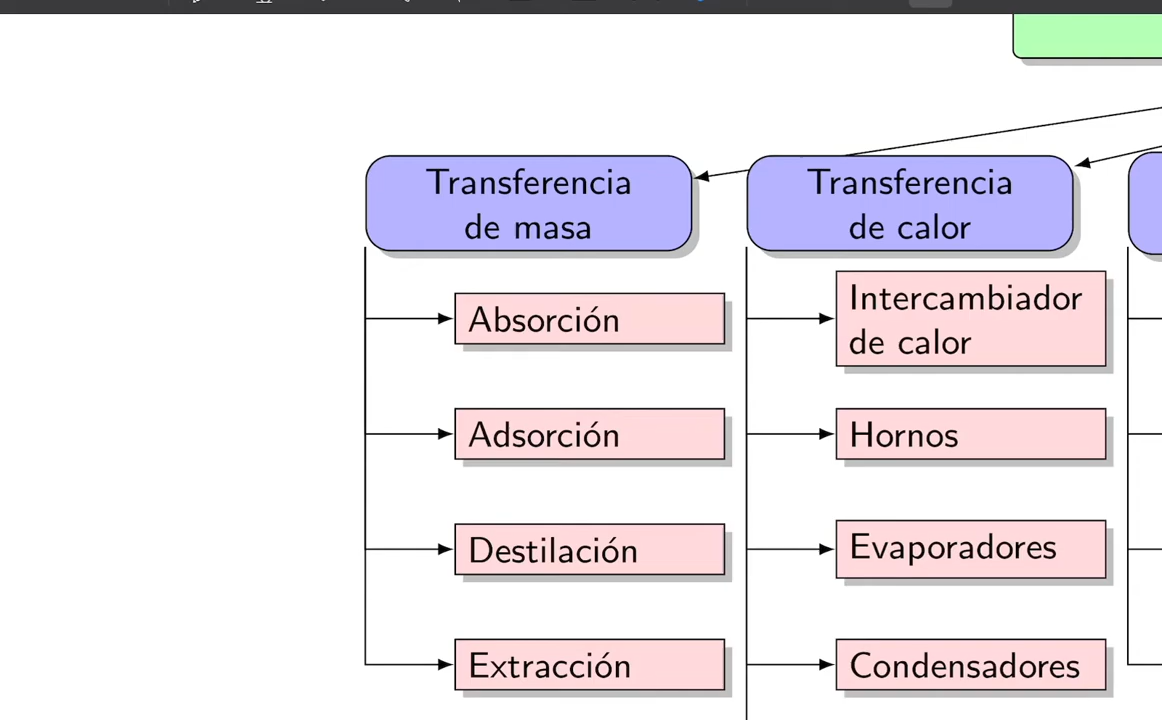 Transferencia
de masa
Absorción
Adsorción
Destilación
Extracción
Transferencia
de calor
Intercambiador
de calor
Hornos
Evaporadores
Condensadores